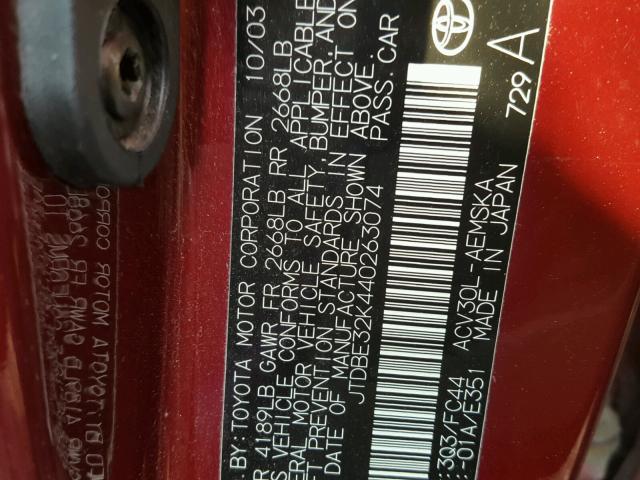 BY: TOYOTA MOTOR CORPORATION 10/03
4189LB GAWR FR 2668LB RR 2668LB
VEHICLE CONFORMS TO ALL APPLICABLE
MOTOR VEHICLE SAFETY, BUMPER, AND
PREVENTION STANDARDS IN EFFECT ON
DATE OF MANUFACTURE SHOWN ABOVE.
JTDBE32K440263074 PASS. CAR
:3Q3/FC44 ACV30L-AEMSKA
:-01A/E351 MADE IN JAPAN 729 A